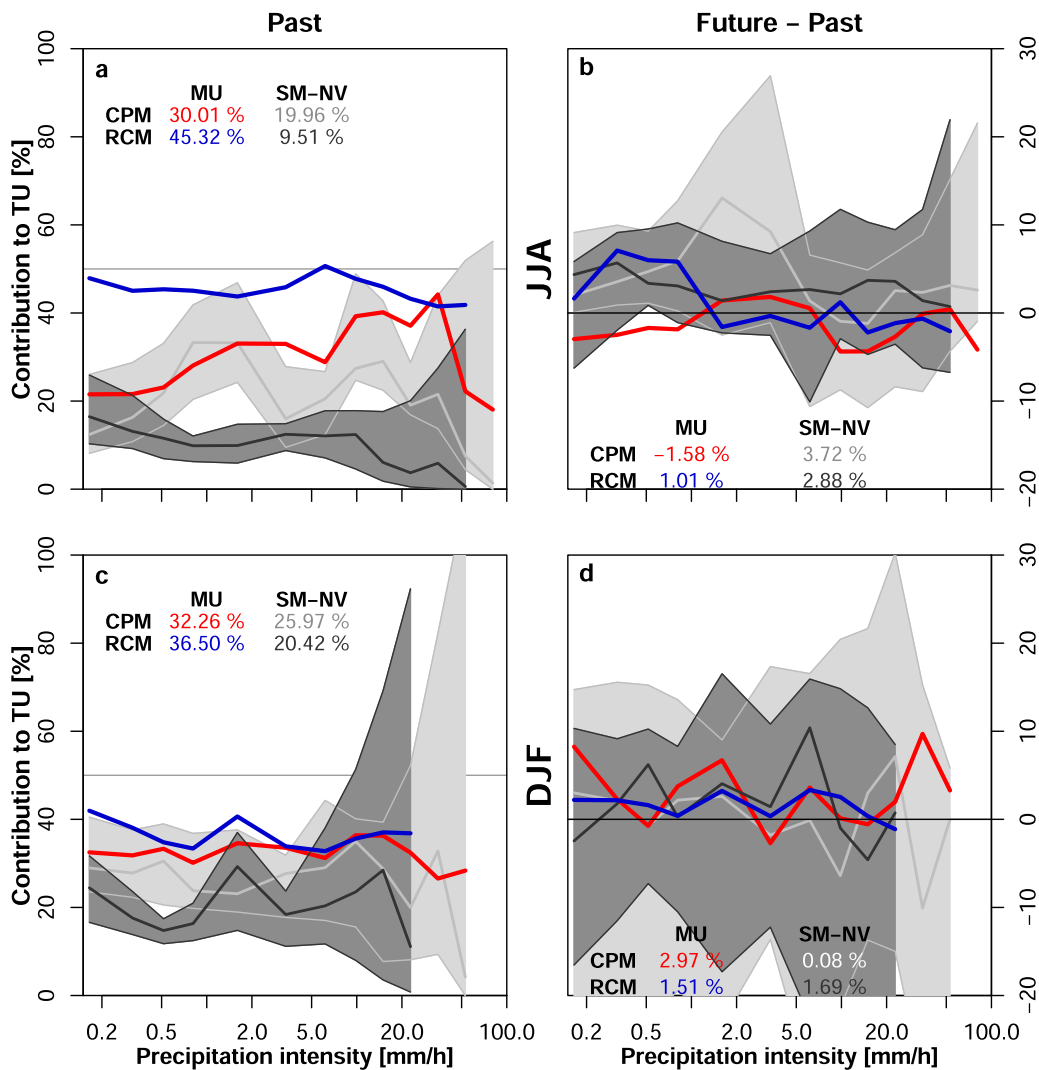 Past
Future – Past
a
MU SM–NV
CPM 30.01 % 19.96 %
RCM 45.32 % 9.51 %
Contribution to TU [%]
0 20 40 60 80 100
b
MU SM–NV
CPM –1.58 % 3.72 %
RCM 1.01 % 2.88 %
JJA
–20 –10 0 10 20 30
c
MU SM–NV
CPM 32.26 % 25.97 %
RCM 36.50 % 20.42 %
Contribution to TU [%]
0 20 40 60 80 100
0.2 0.5 2.0 5.0 20.0 100.0
Precipitation intensity [mm/h]
d
MU SM–NV
CPM 2.97 % 0.08 %
RCM 1.51 % 1.69 %
DJF
–20 –10 0 10 20 30
0.2 0.5 2.0 5.0 20.0 100.0
Precipitation intensity [mm/h]